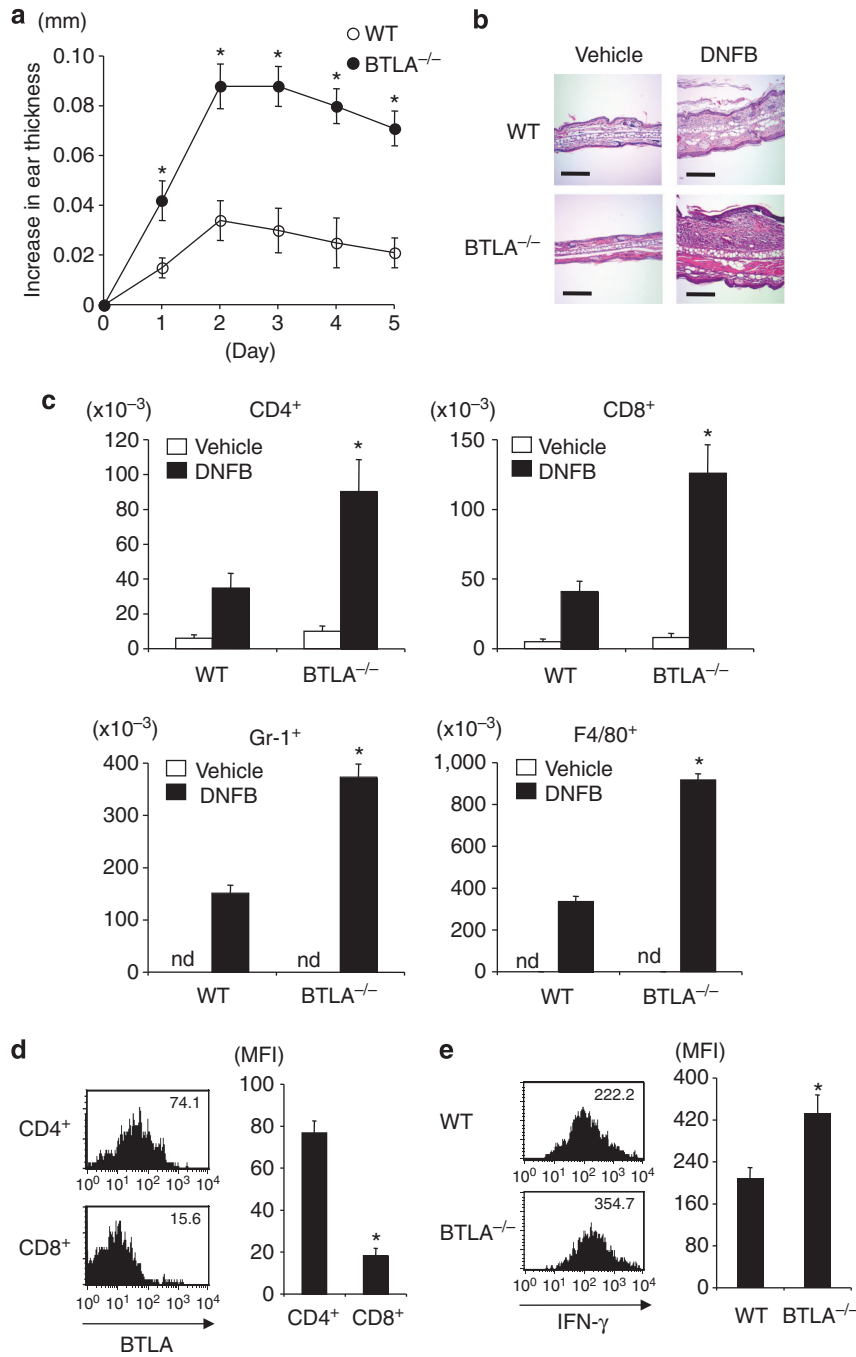 a (mm)
WT
BTLA−/−
Increase in ear thickness
0.10
0.08
0.06
0.04
0.02
0
* * * * *
0 1 2 3 4 5
(Day)
b
Vehicle DNFB
WT
BTLA−/−
c
(x10−3) CD4+
Vehicle
DNFB
*
120
100
80
60
40
20
0
WT BTLA−/−
(x10−3) CD8+
Vehicle
DNFB
*
150
100
50
0
WT BTLA−/−
(x10−3) Gr-1+
Vehicle
DNFB
*
400
300
200
100
0
nd nd
WT BTLA−/−
(x10−3) F4/80+
Vehicle
DNFB
*
1,000
800
600
400
200
0
nd nd
WT BTLA−/−
d
CD4+
74.1
100 101 102 103 104
CD8+
15.6
100 101 102 103 104
BTLA
(MFI)
100
80
60
40
20
0
*
CD4+ CD8+
e
WT
222.2
100 101 102 103 104
BTLA−/−
354.7
100 101 102 103 104
IFN-γ
(MFI)
400
420
240
160
80
0
*
WT BTLA−/−